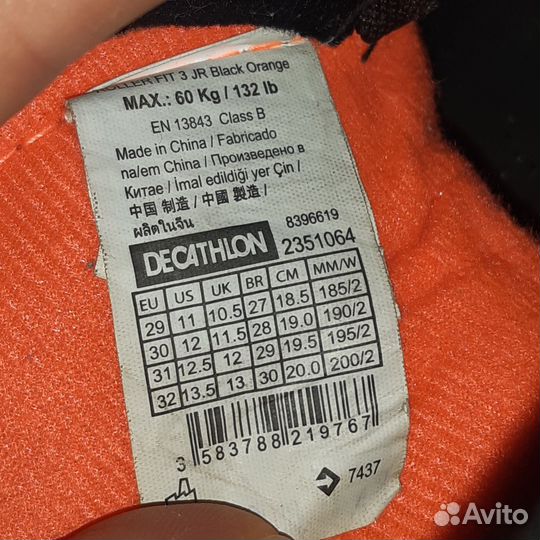 ROLLER FIT 3 JR Black Orange
MAX.: 60 Kg / 132 lb
EN 13843 Class B
Made in China / Fabricado
na/em China / Произведено в
Китае / İmal edildiği yer Çin /
中国 制造 / 中國 製造 /
ผลิตในจีน
8396619
DECATHLON 2351064
EU US UK BR CM MM/W
29 11 10.5 27 18.5 185/2
30 12 11.5 28 19.0 190/2
31 12.5 12 29 19.5 195/2
32 13.5 13 30 20.0 200/2
3 583788 219767
7437
Avito